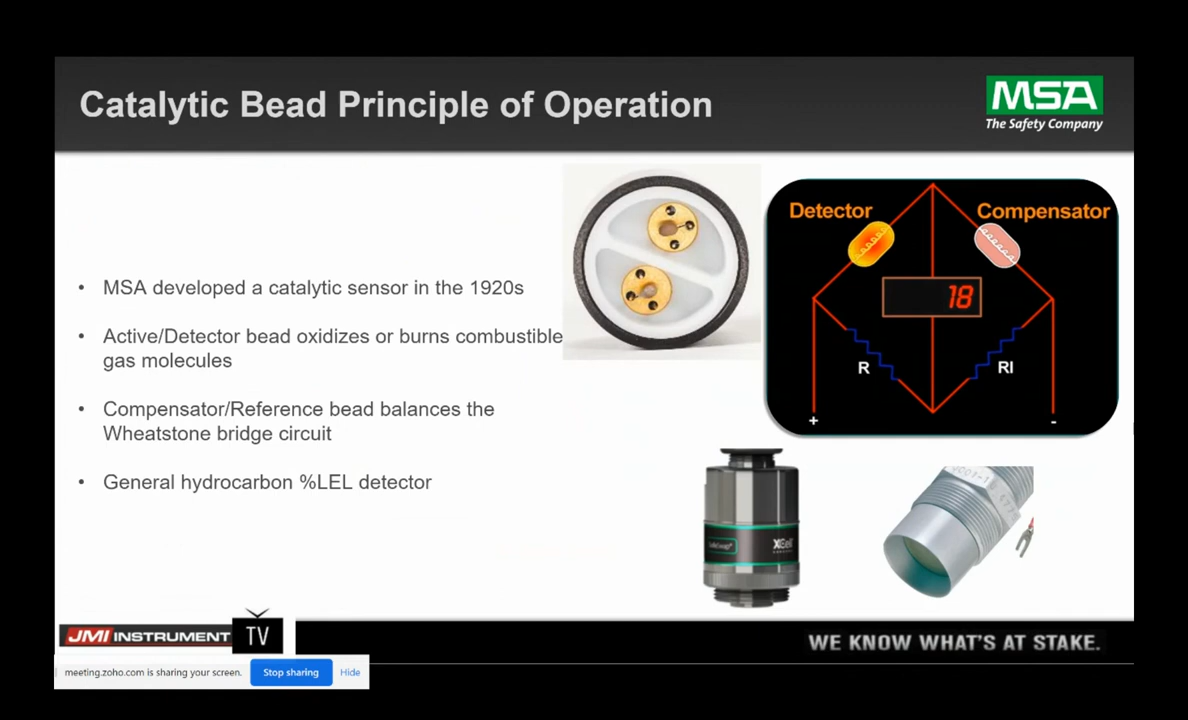 Catalytic Bead Principle of Operation
MSA
The Safety Company
• MSA developed a catalytic sensor in the 1920s
• Active/Detector bead oxidizes or burns combustible
gas molecules
• Compensator/Reference bead balances the
Wheatstone bridge circuit
• General hydrocarbon %LEL detector
Detector
Compensator
18
R
RI
+
-
XCell
JMI INSTRUMENT TV
WE KNOW WHAT'S AT STAKE.
meeting.zoho.com is sharing your screen.
Stop sharing
Hide